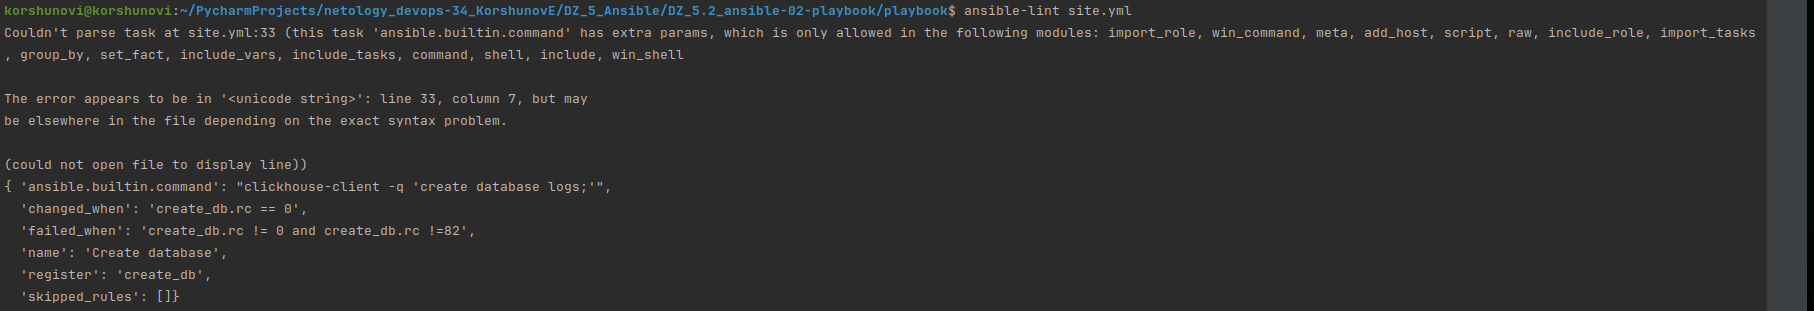 korshunovi@korshunovi:~/PycharmProjects/netology_devops-34_KorshunovE/DZ_5_Ansible/DZ_5.2_ansible-02-playbook/playbook$ ansible-lint site.yml
Couldn't parse task at site.yml:33 (this task 'ansible.builtin.command' has extra params, which is only allowed in the following modules: import_role, win_command, meta, add_host, script, raw, include_role, import_tasks
, group_by, set_fact, include_vars, include_tasks, command, shell, include, win_shell
The error appears to be in '<unicode string>': line 33, column 7, but may
be elsewhere in the file depending on the exact syntax problem.
(could not open file to display line))
{ 'ansible.builtin.command': "clickhouse-client -q 'create database logs;'",
  'changed_when': 'create_db.rc == 0',
  'failed_when': 'create_db.rc != 0 and create_db.rc !=82',
  'name': 'Create database',
  'register': 'create_db',
  'skipped_rules': []}